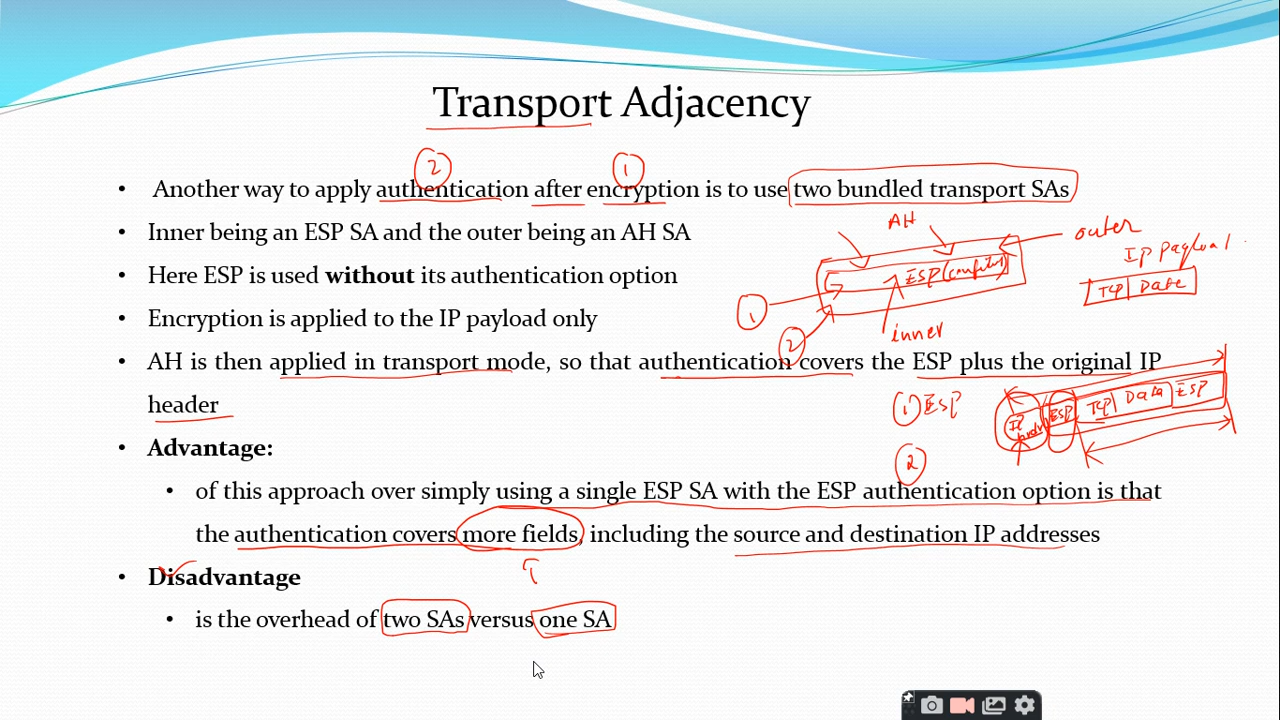 Transport Adjacency
2
1
• Another way to apply authentication after encryption is to use two bundled transport SAs
• Inner being an ESP SA and the outer being an AH SA
AH
outer
IP payload
• Here ESP is used without its authentication option
ESP
TCP Data
1
• Encryption is applied to the IP payload only
inner
2
• AH is then applied in transport mode, so that authentication covers the ESP plus the original IP
header
1 ESP
IP
ESP TCP Data ESP
• Advantage:
2
• of this approach over simply using a single ESP SA with the ESP authentication option is that
the authentication covers more fields, including the source and destination IP addresses
• Disadvantage
• is the overhead of two SAs versus one SA